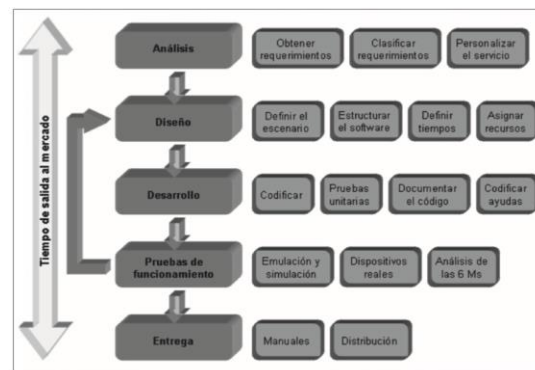 Tiempo de salida al mercado
Análisis
Obtener
requerimientos
Clasificar
requerimientos
Personalizar
el servicio
Diseño
Definir el
escenario
Estructurar
el software
Definir
tiempos
Asignar
recursos
Desarrollo
Codificar
Pruebas
unitarias
Documentar
el código
Codificar
ayudas
Pruebas de
funcionamiento
Emulación y
simulación
Dispositivos
reales
Análisis de
las 6 Ms
Entrega
Manuales
Distribución